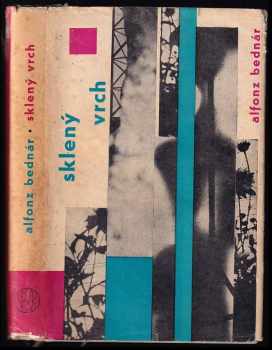 alfonz bednár · sklený vrch
sklený
vrch
alfonz bednár